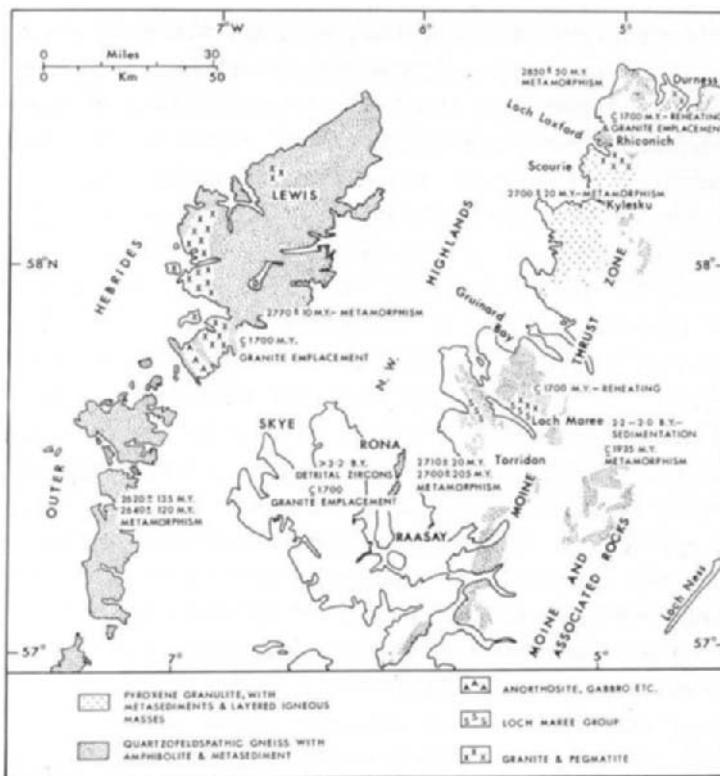 7°W
6°
5°
Miles
0 30
Km
0 50
2850 ± 50 M.Y.
METAMORPHISM
Durness
Loch Laxford
C 1700 M.Y.-REHEATING
& GRANITE EMPLACEMENT
Rhiconich
Scourie
2700 ± 20 M.Y.-METAMORPHISM
Kylesku
LEWIS
HEBRIDES
HIGHLANDS
ZONE
58°N
58°
Gruinard
Bay
THRUST
2770 ± 10 M.Y.- METAMORPHISM
C 1700 M.Y.
GRANITE EMPLACEMENT
N. W.
C 1700 M.Y.-REHEATING
SKYE
RONA
Loch Maree
2·2-2·0 B.Y.-
SEDIMENTATION
C 1935 M.Y.
METAMORPHISM
OUTER
>2·2 B.Y.
DETRITAL ZIRCONS
C 1700
GRANITE EMPLACEMENT
2710 ± 20 M.Y.
2700 ± 205 M.Y.
METAMORPHISM
Torridon
2620 ± 135 M.Y.
2640 ± 120 M.Y.
METAMORPHISM
RAASAY
MOINE
MOINE AND
ASSOCIATED ROCKS
Loch Ness
57°
7°
5°
57°
PYROXENE GRANULITE, WITH
METASEDIMENTS & LAYERED IGNEOUS
MASSES
ANORTHOSITE, GABBRO ETC.
LOCH MAREE GROUP
QUARTZOFELDSPATHIC GNEISS WITH
AMPHIBOLITE & METASEDIMENT
GRANITE & PEGMATITE